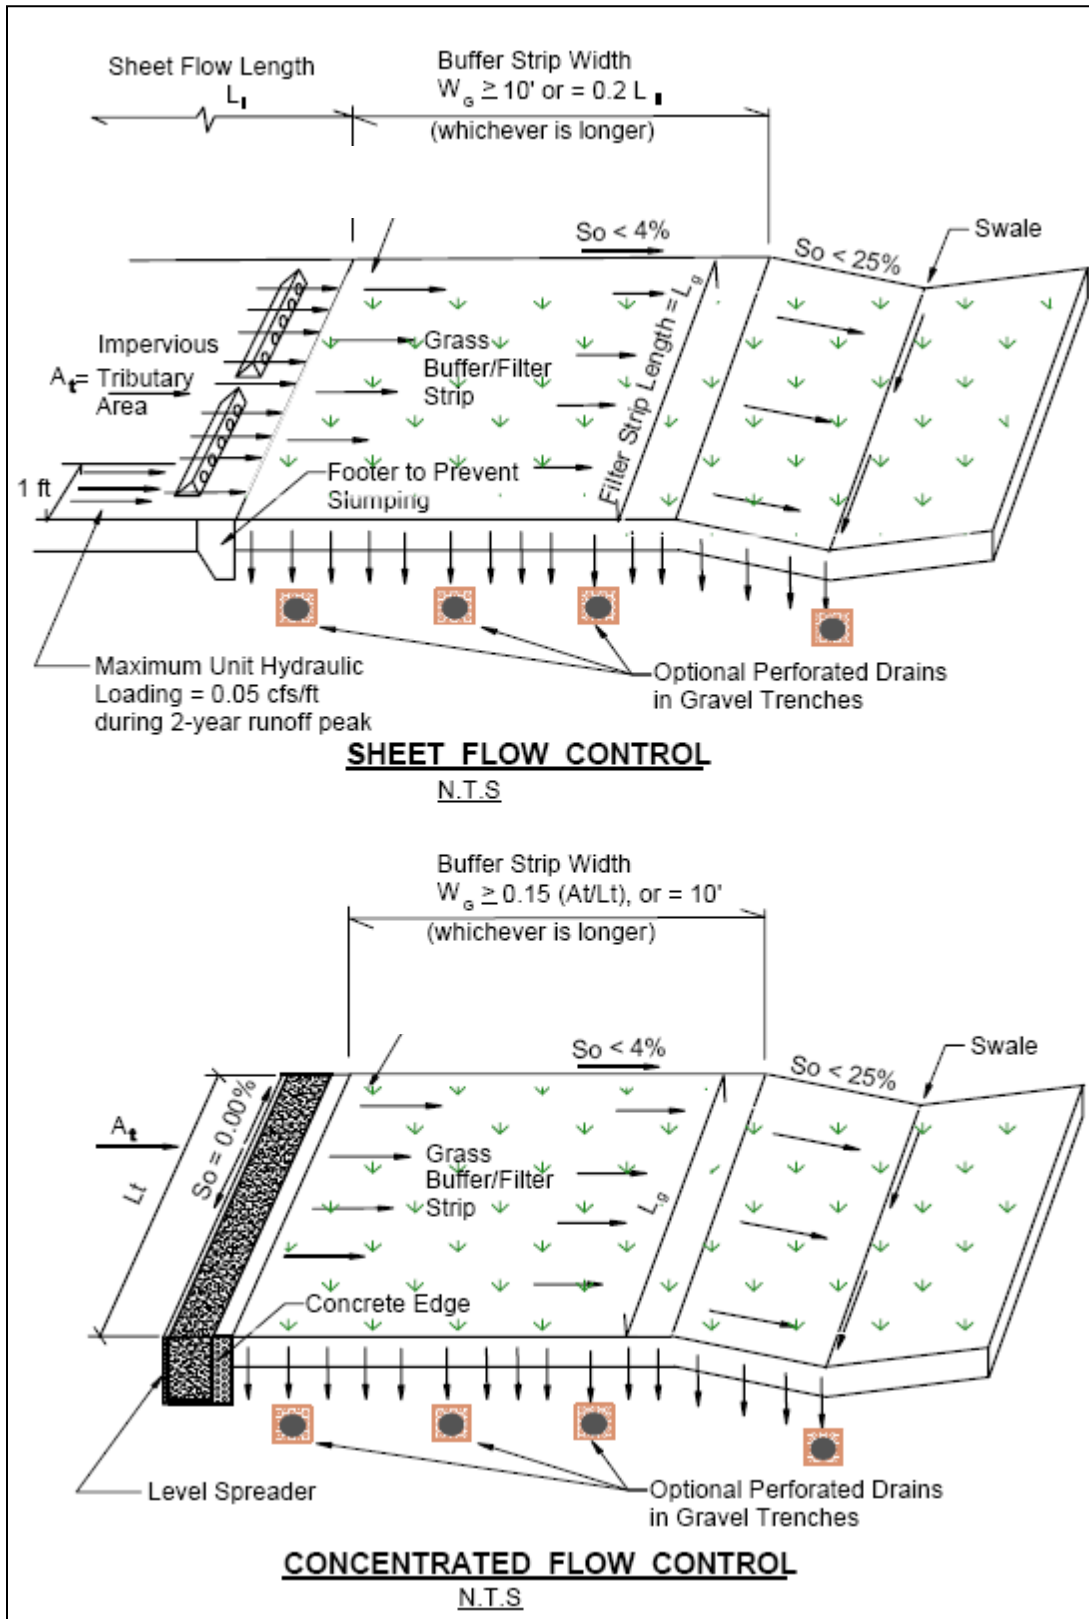 Sheet Flow Length
L I
Buffer Strip Width
W G ≥ 10' or = 0.2 L I
(whichever is longer)
So < 4%
So < 25%
Swale
Impervious
At= Tributary
Area
Grass
Buffer/Filter
Strip
Filter Strip Length = Lg
1 ft
Footer to Prevent
Slumping
Maximum Unit Hydraulic
Loading = 0.05 cfs/ft
during 2-year runoff peak
Optional Perforated Drains
in Gravel Trenches
SHEET FLOW CONTROL
N.T.S
Buffer Strip Width
W G ≥ 0.15 (At/Lt), or = 10'
(whichever is longer)
So < 4%
So < 25%
Swale
At
Lt
So = 0.00%
Grass
Buffer/Filter
Strip
Lg
Concrete Edge
Level Spreader
Optional Perforated Drains
in Gravel Trenches
CONCENTRATED FLOW CONTROL
N.T.S